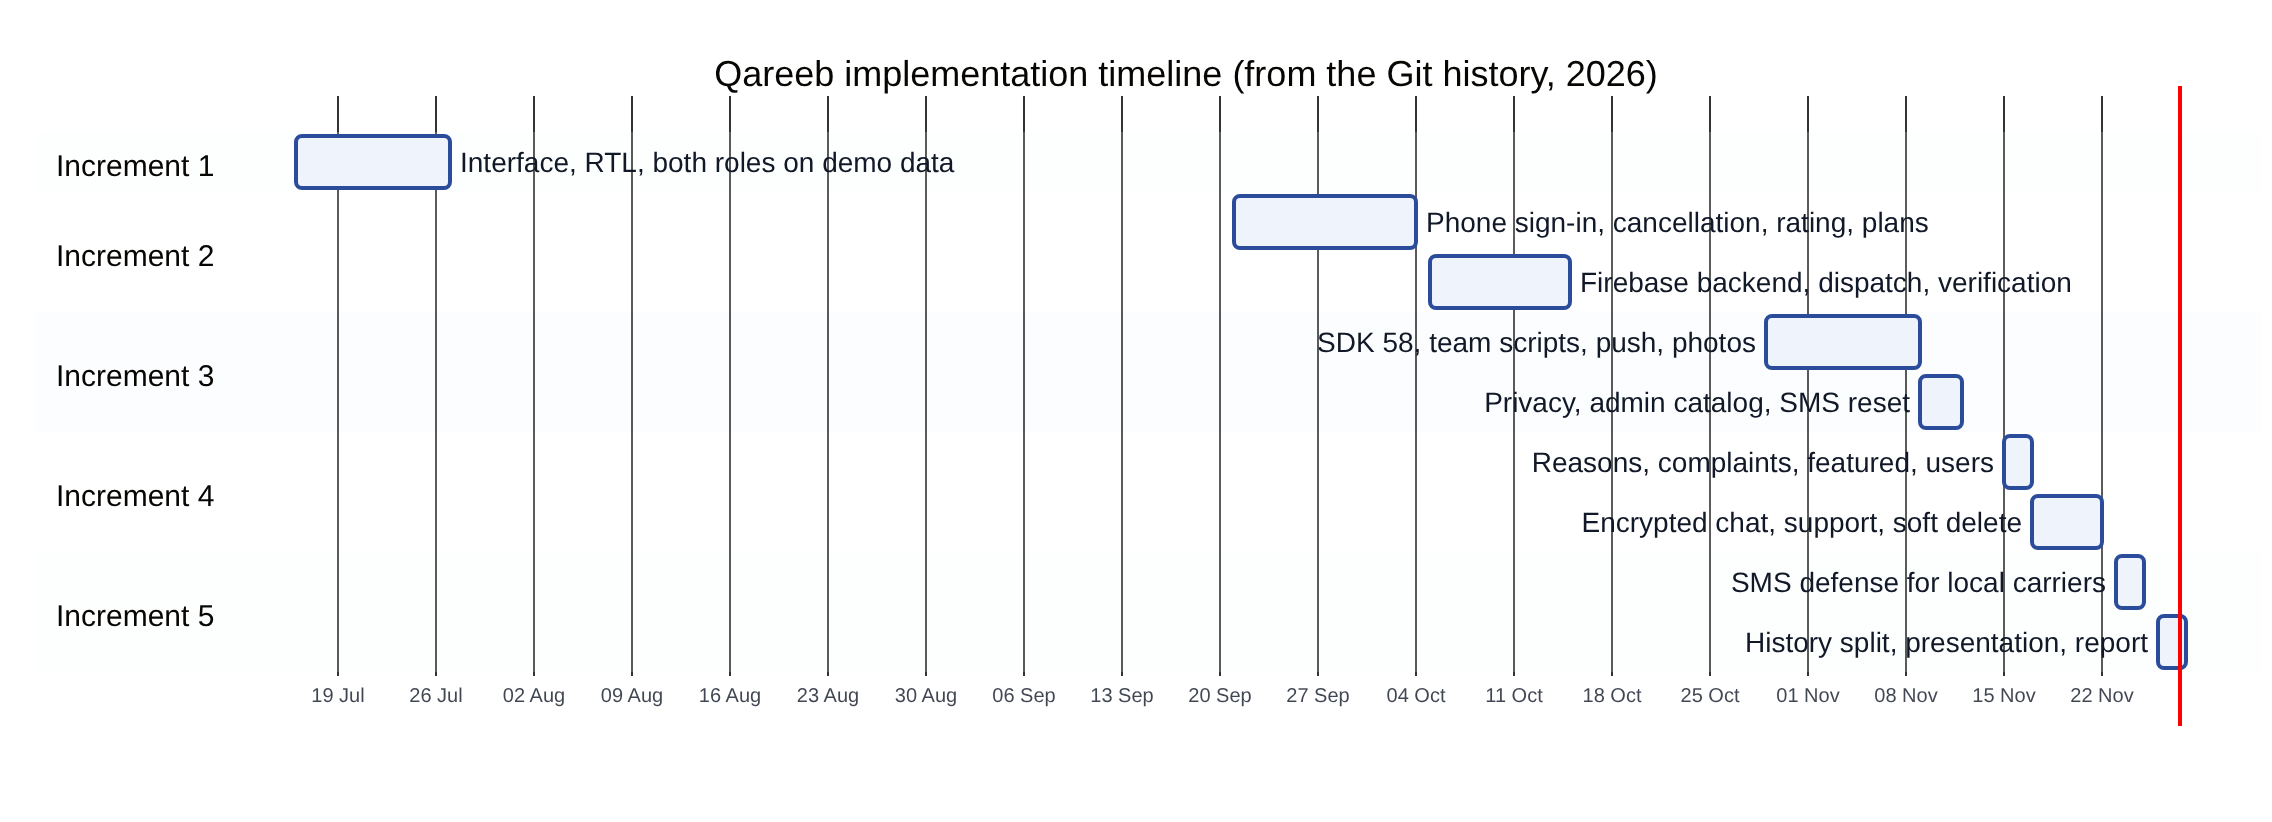 Qareeb implementation timeline (from the Git history, 2026)
Increment 1
Interface, RTL, both roles on demo data
Increment 2
Phone sign-in, cancellation, rating, plans
Firebase backend, dispatch, verification
Increment 3
SDK 58, team scripts, push, photos
Privacy, admin catalog, SMS reset
Increment 4
Reasons, complaints, featured, users
Encrypted chat, support, soft delete
Increment 5
SMS defense for local carriers
History split, presentation, report
19 Jul 26 Jul 02 Aug 09 Aug 16 Aug 23 Aug 30 Aug 06 Sep 13 Sep 20 Sep 27 Sep 04 Oct 11 Oct 18 Oct 25 Oct 01 Nov 08 Nov 15 Nov 22 Nov